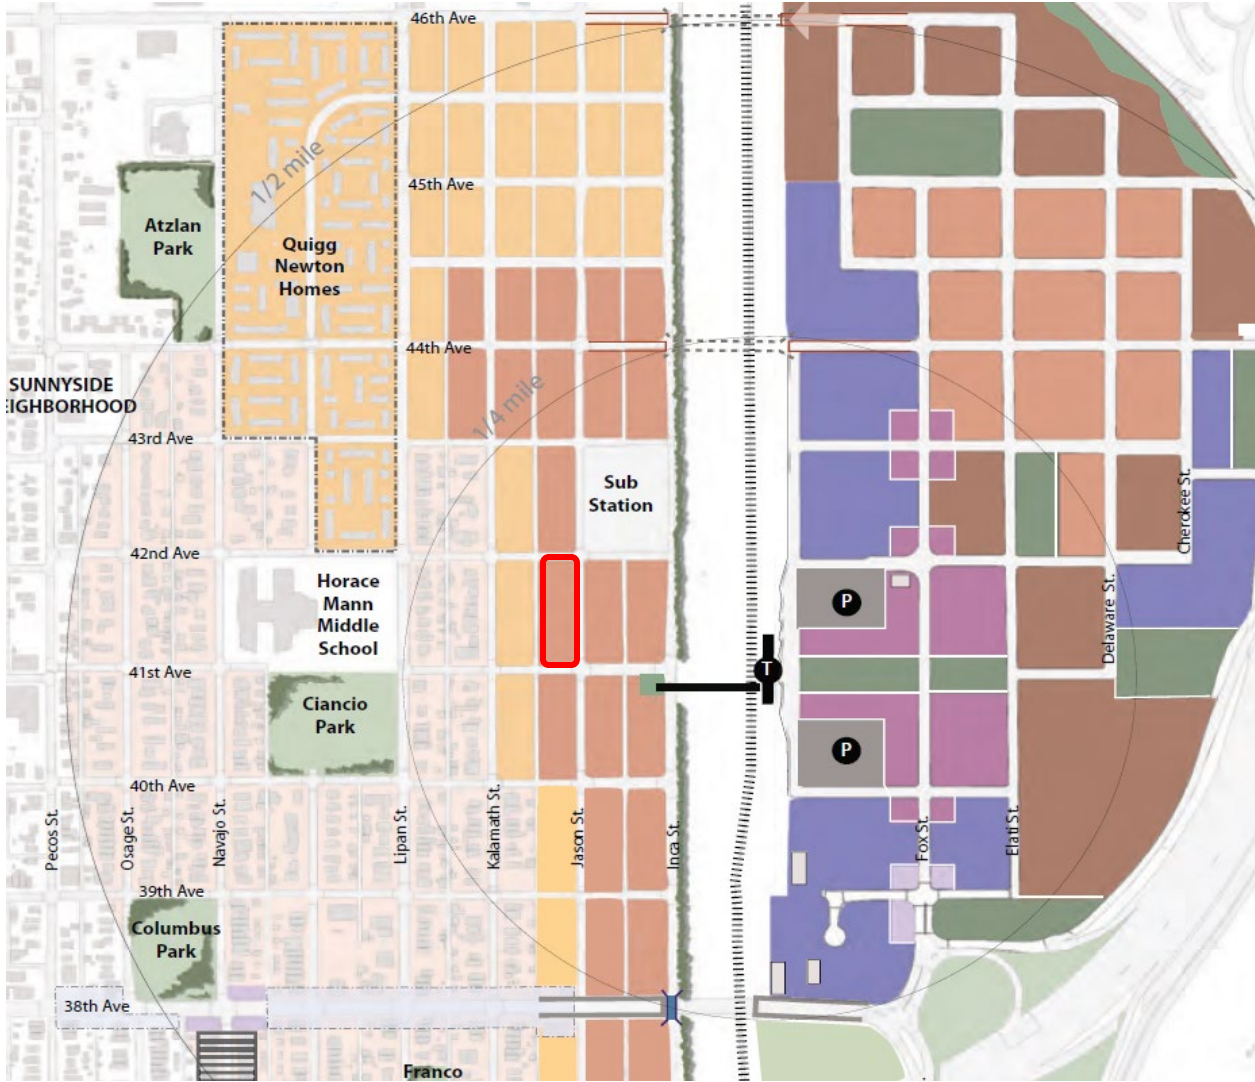 46th Ave
1/2 mile
45th Ave
Atzlan
Park
Quigg
Newton
Homes
44th Ave
SUNNYSIDE
EIGHBORHOOD
1/4 mile
43rd Ave
Sub
Station
Cherokee St.
42nd Ave
Horace
Mann
Middle
School
P
Delaware St.
41st Ave
T
Ciancio
Park
P
40th Ave
Pecos St.
Osage St.
Navajo St.
Lipan St.
Kalamath St.
Jason St.
Inca St.
Fox St.
Elati St.
39th Ave
Columbus
Park
38th Ave
Franco